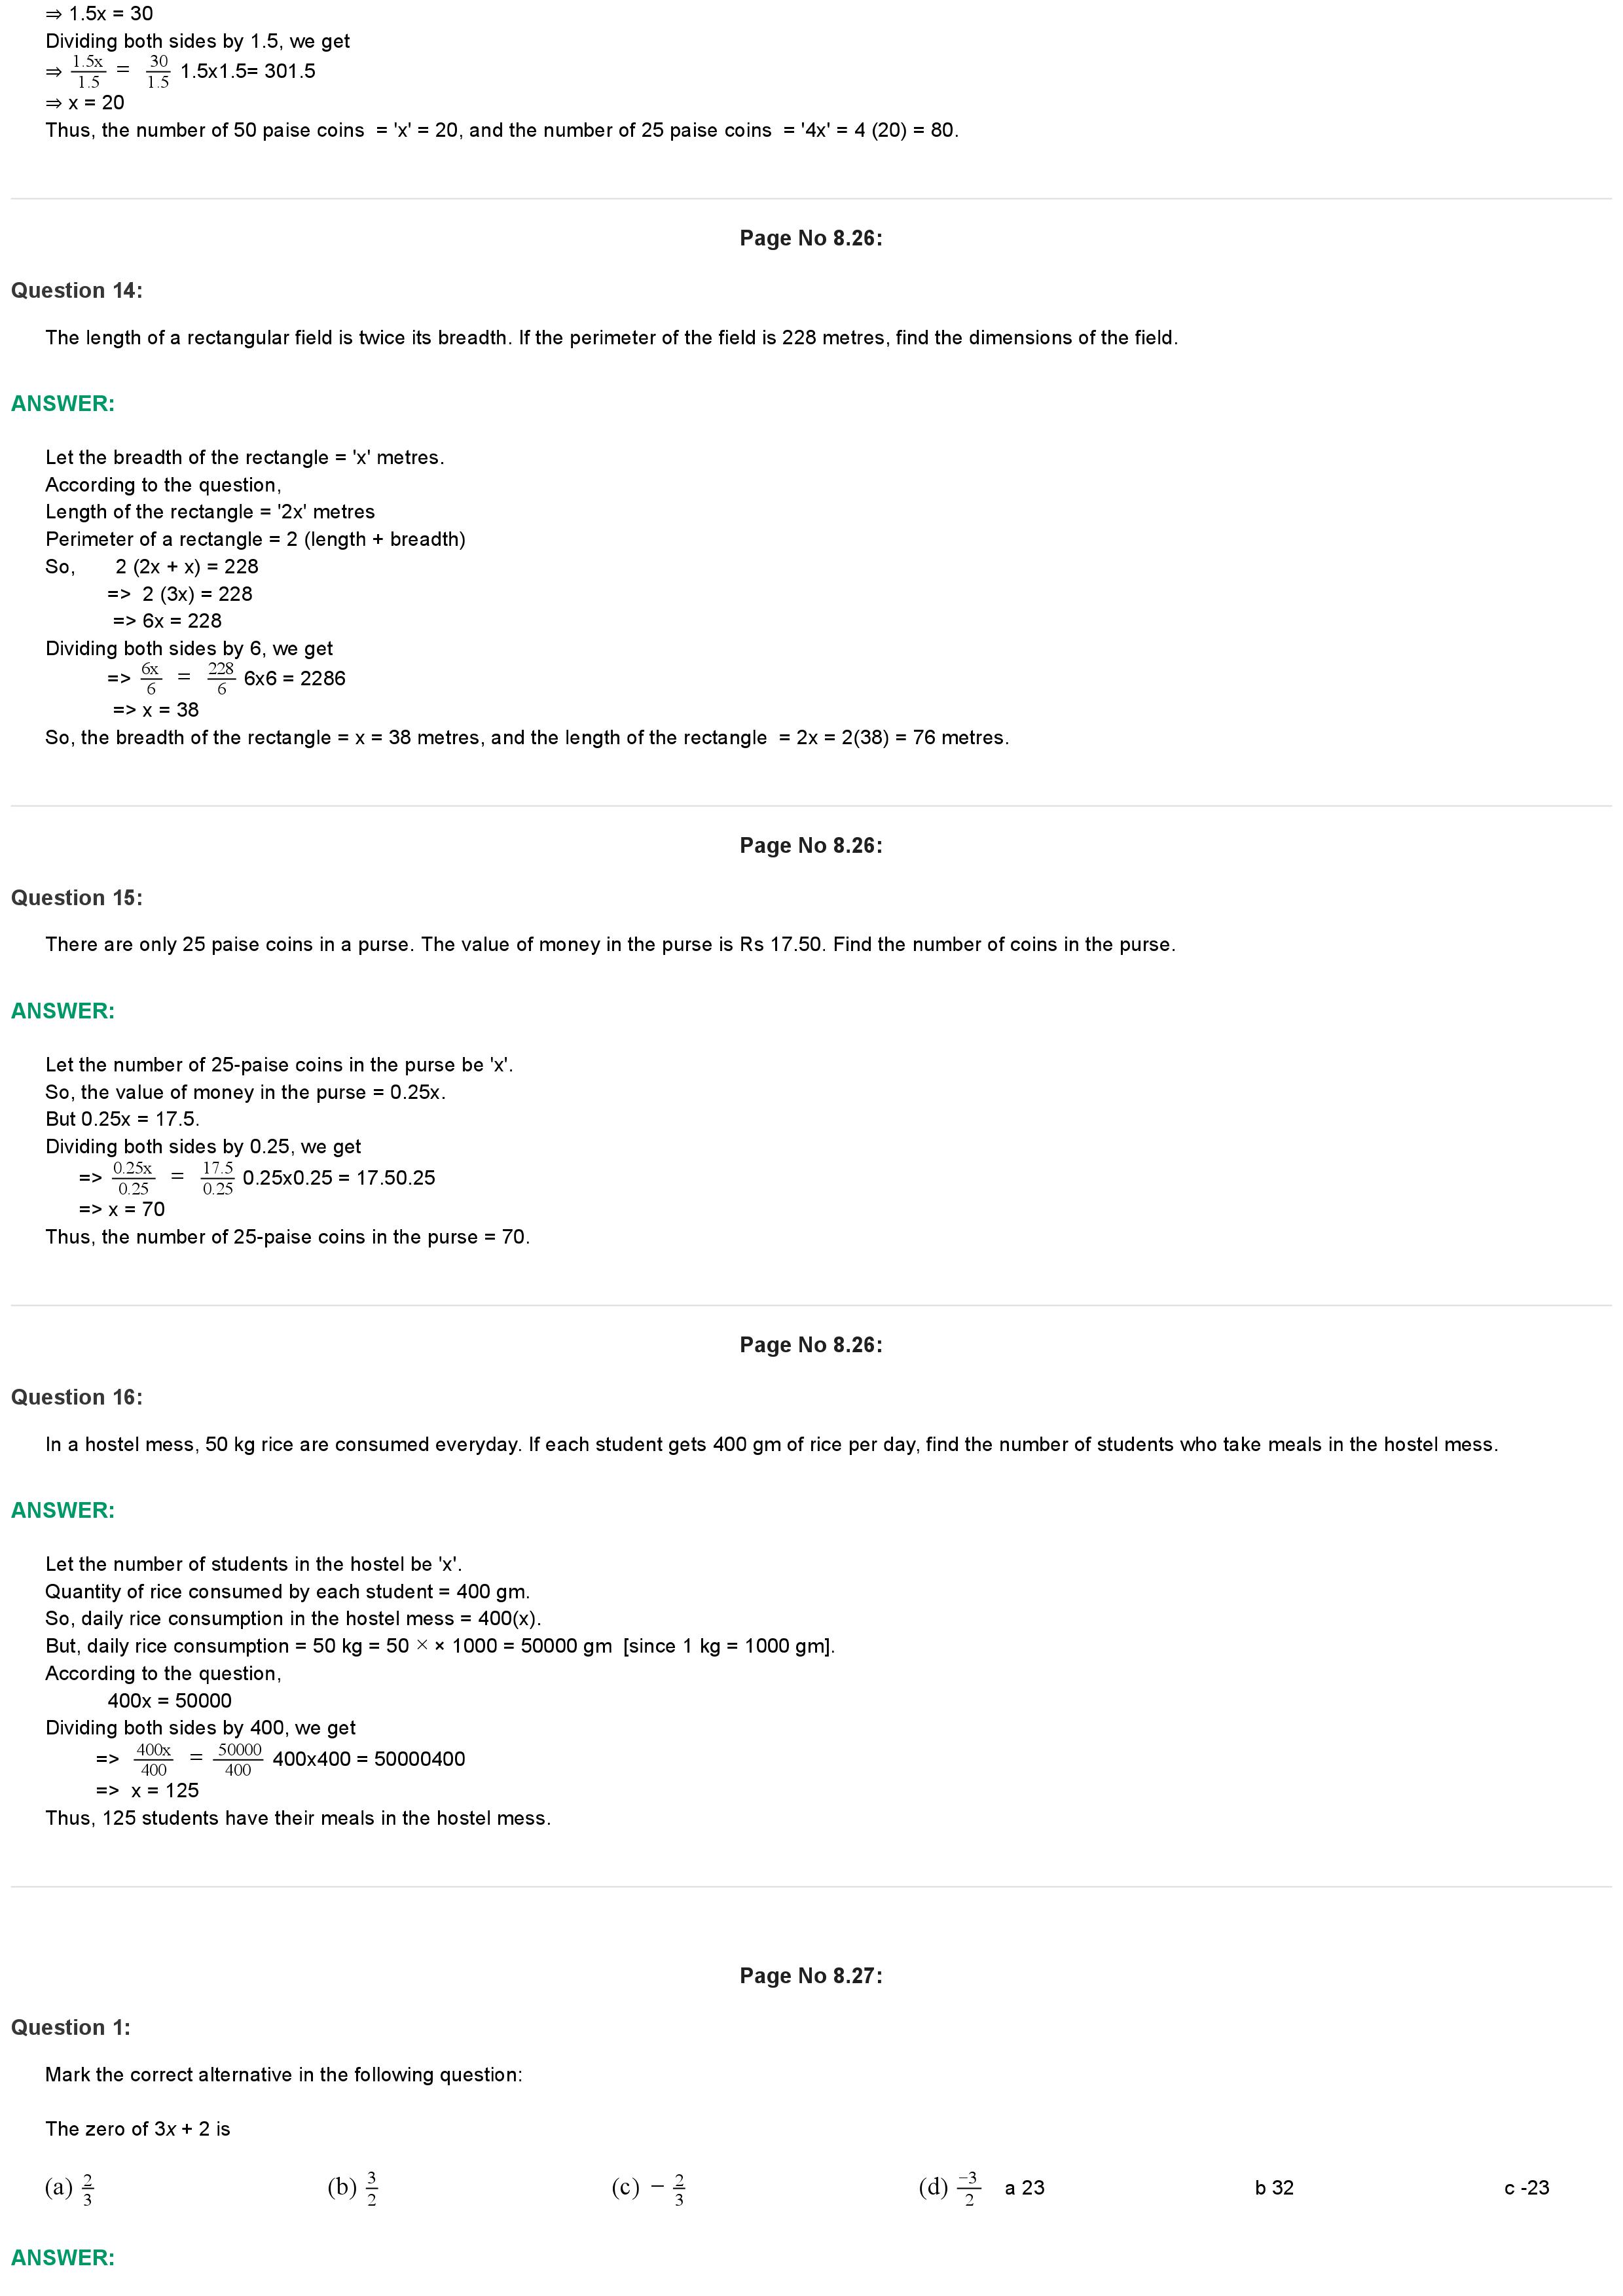 ⇒ 1.5x = 30
Dividing both sides by 1.5, we get
⇒ 1.5x/1.5 = 30/1.5 1.5x1.5= 301.5
⇒ x = 20
Thus, the number of 50 paise coins = 'x' = 20, and the number of 25 paise coins = '4x' = 4 (20) = 80.
Page No 8.26:
Question 14:
The length of a rectangular field is twice its breadth. If the perimeter of the field is 228 metres, find the dimensions of the field.
ANSWER:
Let the breadth of the rectangle = 'x' metres.
According to the question,
Length of the rectangle = '2x' metres
Perimeter of a rectangle = 2 (length + breadth)
So, 2 (2x + x) = 228
=> 2 (3x) = 228
=> 6x = 228
Dividing both sides by 6, we get
=> 6x/6 = 228/6 6x6 = 2286
=> x = 38
So, the breadth of the rectangle = x = 38 metres, and the length of the rectangle = 2x = 2(38) = 76 metres.
Page No 8.26:
Question 15:
There are only 25 paise coins in a purse. The value of money in the purse is Rs 17.50. Find the number of coins in the purse.
ANSWER:
Let the number of 25-paise coins in the purse be 'x'.
So, the value of money in the purse = 0.25x.
But 0.25x = 17.5.
Dividing both sides by 0.25, we get
=> 0.25x/0.25 = 17.5/0.25 0.25x0.25 = 17.50.25
=> x = 70
Thus, the number of 25-paise coins in the purse = 70.
Page No 8.26:
Question 16:
In a hostel mess, 50 kg rice are consumed everyday. If each student gets 400 gm of rice per day, find the number of students who take meals in the hostel mess.
ANSWER:
Let the number of students in the hostel be 'x'.
Quantity of rice consumed by each student = 400 gm.
So, daily rice consumption in the hostel mess = 400(x).
But, daily rice consumption = 50 kg = 50 × × 1000 = 50000 gm [since 1 kg = 1000 gm].
According to the question,
400x = 50000
Dividing both sides by 400, we get
=> 400x/400 = 50000/400 400x400 = 50000400
=> x = 125
Thus, 125 students have their meals in the hostel mess.
Page No 8.27:
Question 1:
Mark the correct alternative in the following question:
The zero of 3x + 2 is
(a) 2/3 (b) 3/2 (c) − 2/3 (d) −3/2 a 23 b 32 c -23
ANSWER: